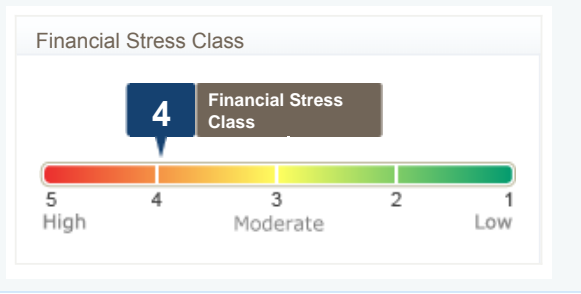 Financial Stress Class
4
Financial Stress
Class
5 4 3 2 1
High Moderate Low